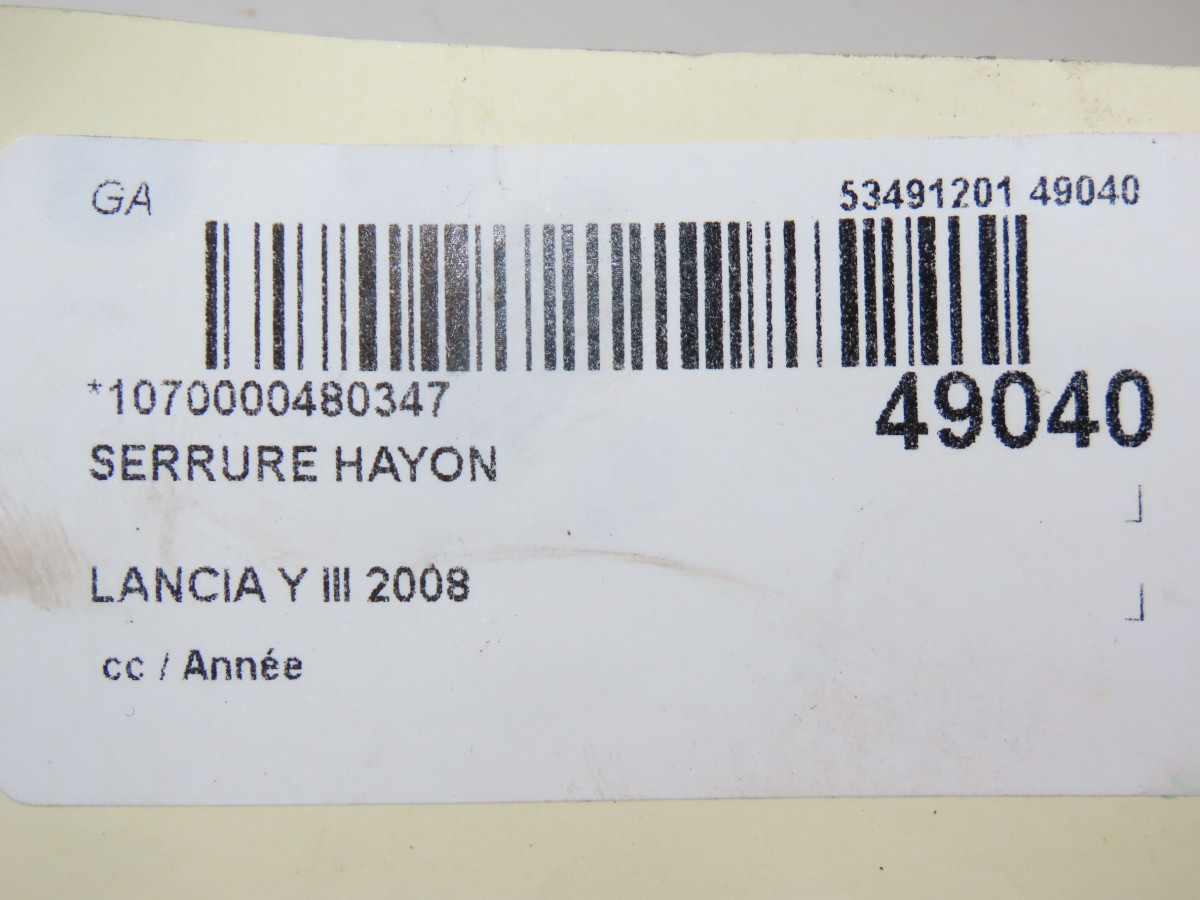 GA
53491201 49040
*1070000480347
49040
SERRURE HAYON
LANCIA Y III 2008
cc / Année